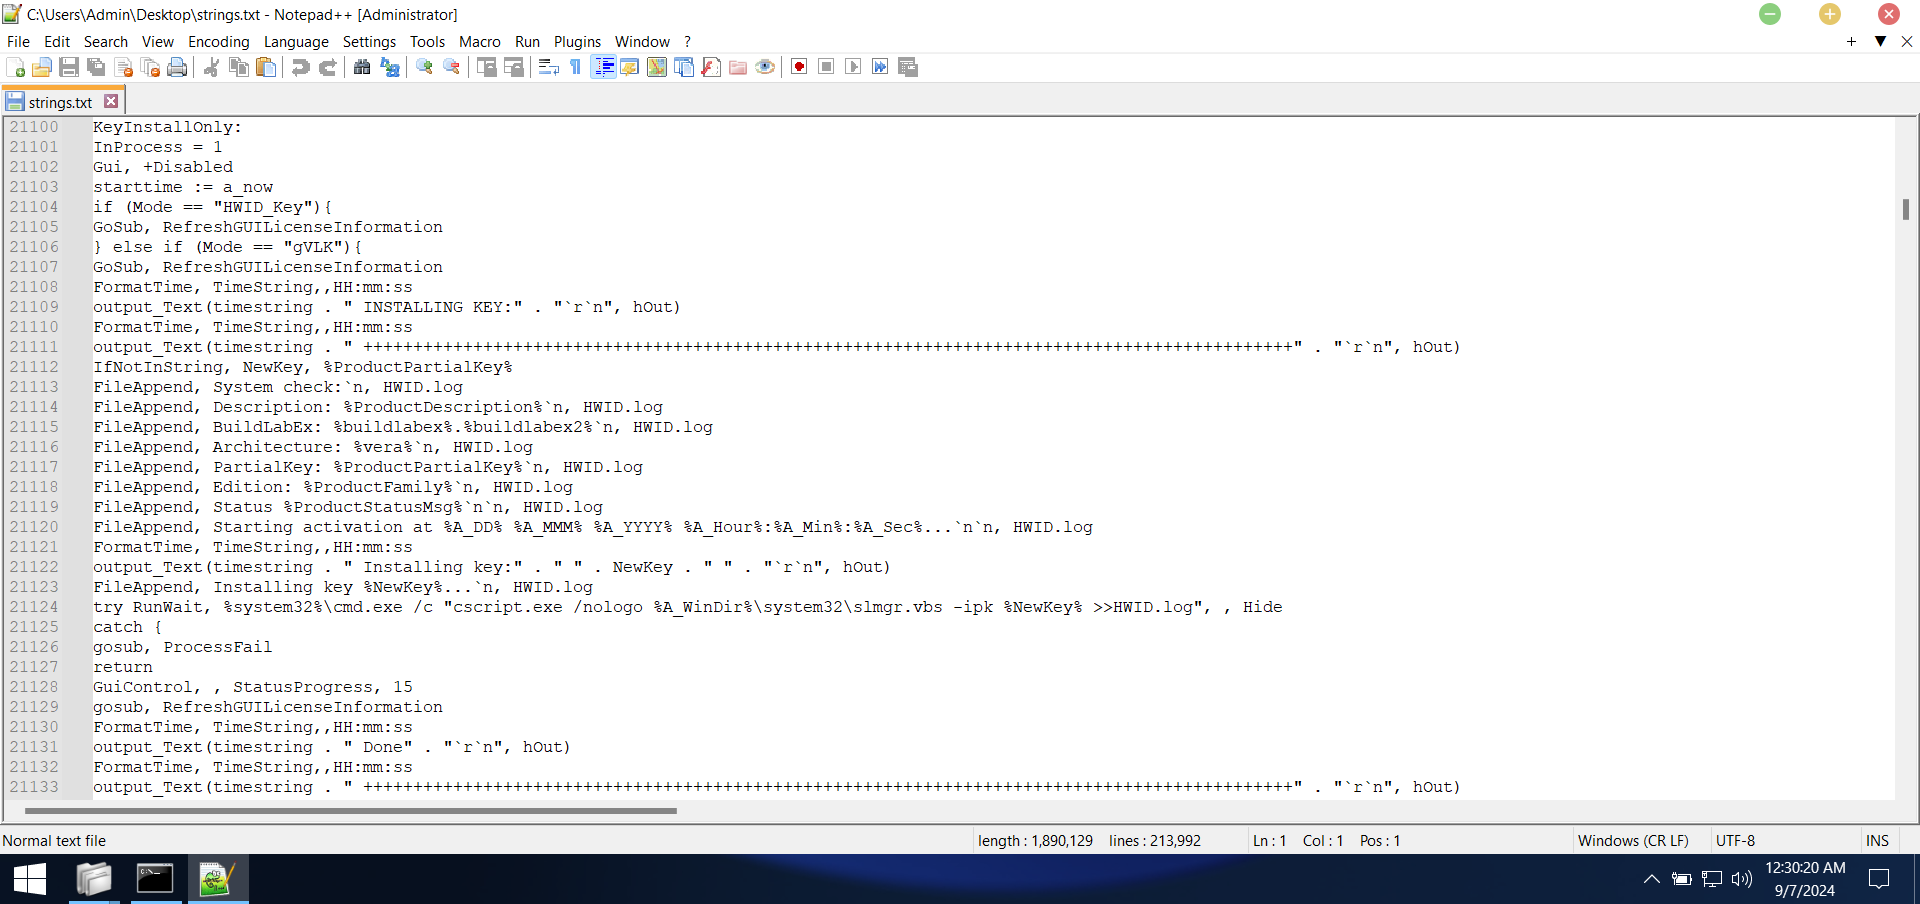 C:\Users\Admin\Desktop\strings.txt - Notepad++ [Administrator]
File Edit Search View Encoding Language Settings Tools Macro Run Plugins Window ?
strings.txt
21100 KeyInstallOnly:
21101 InProcess = 1
21102 Gui, +Disabled
21103 starttime := a_now
21104 if (Mode == "HWID_Key"){
21105 GoSub, RefreshGUILicenseInformation
21106 } else if (Mode == "gVLK"){
21107 GoSub, RefreshGUILicenseInformation
21108 FormatTime, TimeString,,HH:mm:ss
21109 output_Text(timestring . " INSTALLING KEY:" . "`r`n", hOut)
21110 FormatTime, TimeString,,HH:mm:ss
21111 output_Text(timestring . " +++++++++++++++++++++++++++++++++++++++++++++++++++++++++++++++++++++++++++++++++++++++++++++" . "`r`n", hOut)
21112 IfNotInString, NewKey, %ProductPartialKey%
21113 FileAppend, System check:`n, HWID.log
21114 FileAppend, Description: %ProductDescription%`n, HWID.log
21115 FileAppend, BuildLabEx: %buildlabex%.%buildlabex2%`n, HWID.log
21116 FileAppend, Architecture: %vera%`n, HWID.log
21117 FileAppend, PartialKey: %ProductPartialKey%`n, HWID.log
21118 FileAppend, Edition: %ProductFamily%`n, HWID.log
21119 FileAppend, Status %ProductStatusMsg%`n`n, HWID.log
21120 FileAppend, Starting activation at %A_DD% %A_MMM% %A_YYYY% %A_Hour%:%A_Min%:%A_Sec%...`n`n, HWID.log
21121 FormatTime, TimeString,,HH:mm:ss
21122 output_Text(timestring . " Installing key:" . " " . NewKey . " " . "`r`n", hOut)
21123 FileAppend, Installing key %NewKey%...`n, HWID.log
21124 try RunWait, %system32%\cmd.exe /c "cscript.exe /nologo %A_WinDir%\system32\slmgr.vbs -ipk %NewKey% >>HWID.log", , Hide
21125 catch {
21126 gosub, ProcessFail
21127 return
21128 GuiControl, , StatusProgress, 15
21129 gosub, RefreshGUILicenseInformation
21130 FormatTime, TimeString,,HH:mm:ss
21131 output_Text(timestring . " Done" . "`r`n", hOut)
21132 FormatTime, TimeString,,HH:mm:ss
21133 output_Text(timestring . " +++++++++++++++++++++++++++++++++++++++++++++++++++++++++++++++++++++++++++++++++++++++++++++" . "`r`n", hOut)
Normal text file length : 1,890,129 lines : 213,992 Ln : 1 Col : 1 Pos : 1 Windows (CR LF) UTF-8 INS
12:30:20 AM
9/7/2024